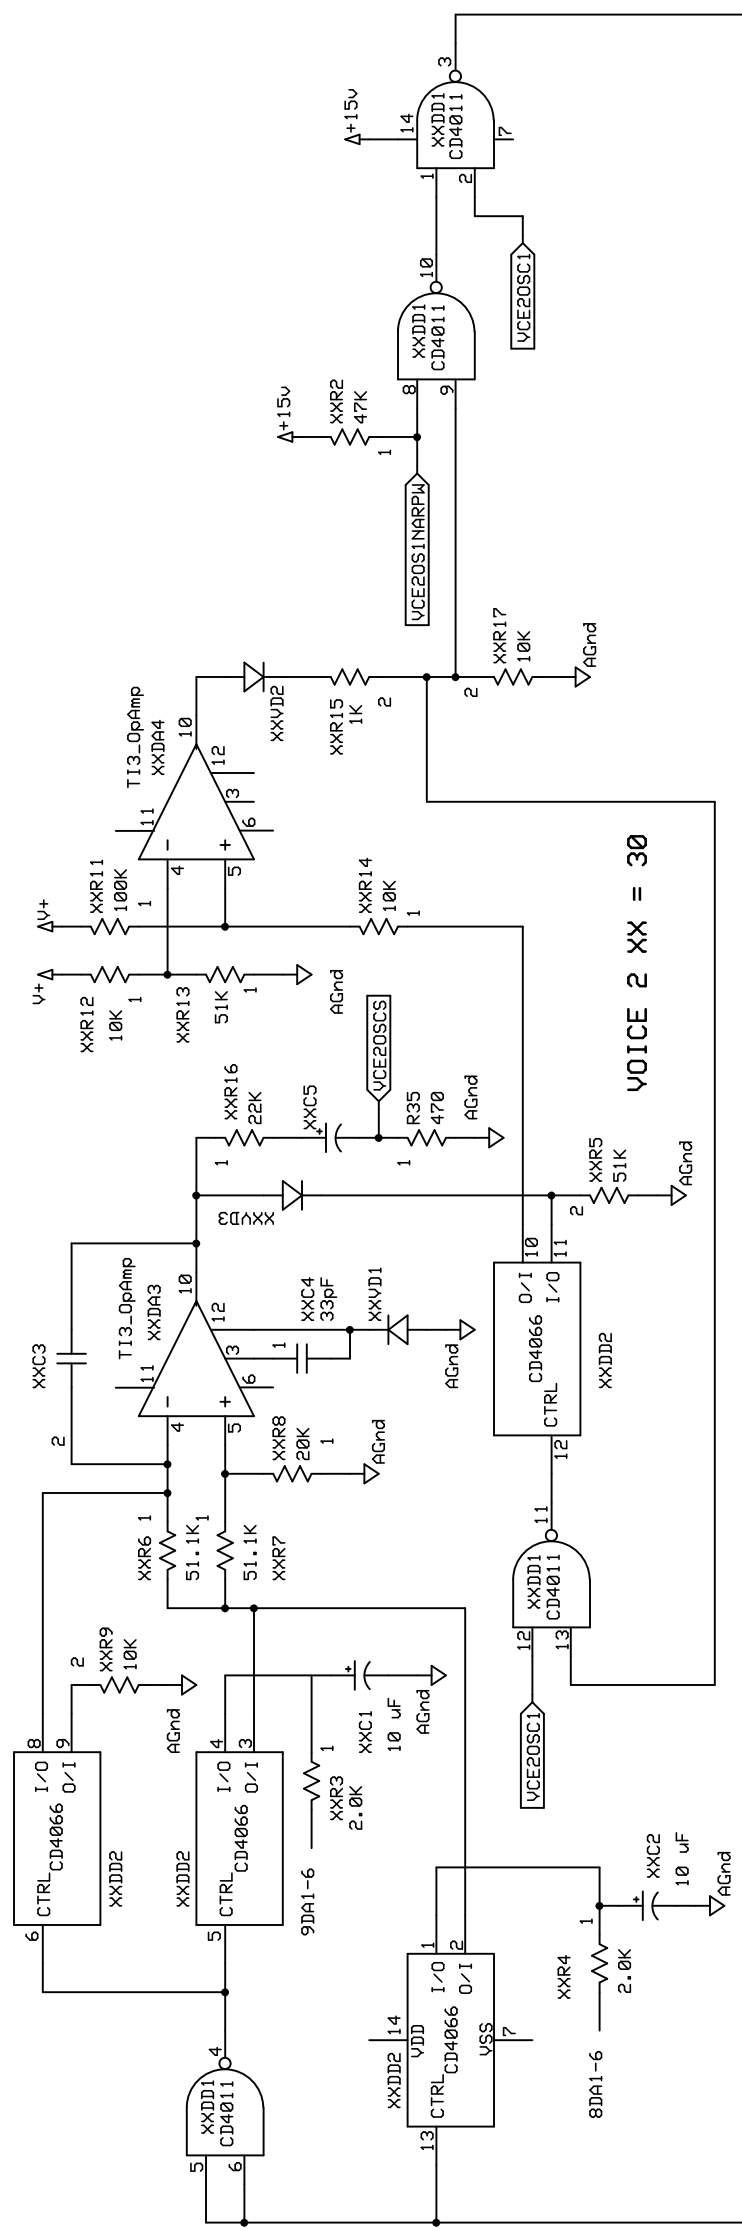 XXDD1
CD4011
5
6
4
6
CTRL
CD4066
I/O
O/I
8
9
XXDD2
2
XXR9
10K
AGnd
5
CTRL
CD4066
I/O
O/I
4
3
XXDD2
9DA1-6
XXR3
2.0K
1
XXC1
10 uF
AGnd
XXDD2
14
VDD
13
CTRL
CD4066
I/O
O/I
VSS
7
1
2
8DA1-6
XXR4
2.0K
1
XXC2
10 uF
AGnd
XXR6
1
51.1K
1
51.1K
XXR7
XXR8
20K
1
AGnd
2
XXC3
TI3_OpAmp
XXDA3
4
5
11
10
12
3
6
1
XXC4
33pF
XXVD1
AGnd
XXVD3
1
XXR16
22K
XXC5
VCE2OSCS
1
R35
470
AGnd
2
XXR5
51K
AGnd
VCE2OSC1
12
13
XXDD1
CD4011
11
12
CTRL
CD4066
O/I
I/O
10
11
XXDD2
V+
XXR12
10K
1
XXR13
51K
1
AGnd
V+
XXR11
100K
1
XXR14
10K
1
TI3_OpAmp
XXDA4
4
5
11
10
12
3
6
XXVD2
XXR15
1K
2
2
XXR17
10K
AGnd
VCE2OS1NARPW
+15v
XXR2
47K
1
8
9
XXDD1
CD4011
10
VCE2OSC1
+15v
14
1
2
XXDD1
CD4011
7
3
VOICE 2 XX = 30